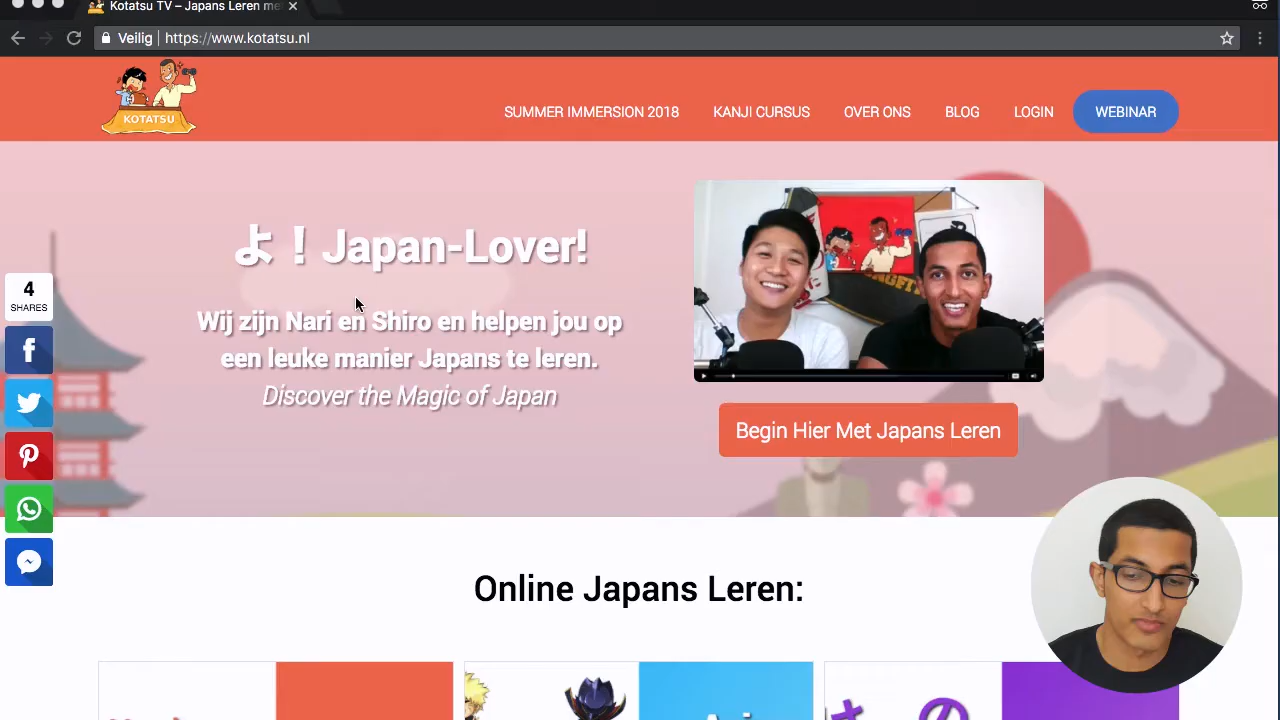 Kotatsu TV – Japans Leren me
Veilig
https://www.kotatsu.nl
KOTATSU
SUMMER IMMERSION 2018
KANJI CURSUS
OVER ONS
BLOG
LOGIN
WEBINAR
よ！Japan-Lover!
Wij zijn Nari en Shiro en helpen jou op
een leuke manier Japans te leren.
Discover the Magic of Japan
4
SHARES
Begin Hier Met Japans Leren
Online Japans Leren: